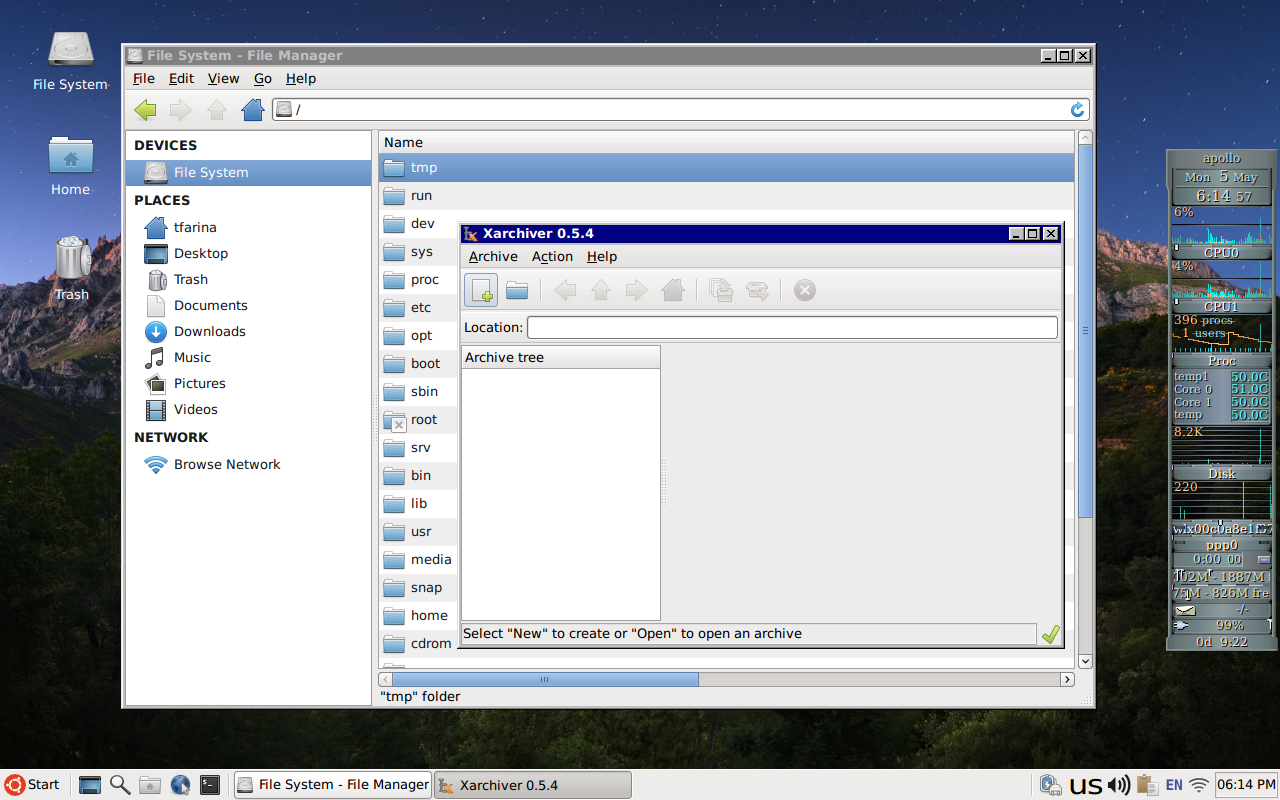 File System
Home
Trash
File System - File Manager
File Edit View Go Help
/
DEVICES
File System
PLACES
tfarina
Desktop
Trash
Documents
Downloads
Music
Pictures
Videos
NETWORK
Browse Network
Name
tmp
run
dev
sys
proc
etc
opt
boot
sbin
root
srv
bin
lib
usr
media
snap
home
cdrom
"tmp" folder
Xarchiver 0.5.4
Archive Action Help
Location:
Archive tree
Select "New" to create or "Open" to open an archive
apollo
Mon 5 May
6:14 57
6%
CPU0
4%
CPU1
396 procs
1 users
Proc
temp1 50.0C
Core 0 51.0C
Core 1 50.0C
temp 50.0C
8.2K
Disk
220
ppp0
0:00 00
- 1887M
- 826M fre
-/-
99%
0d 9:22
Start
File System - File Manager
Xarchiver 0.5.4
US
EN
06:14 PM